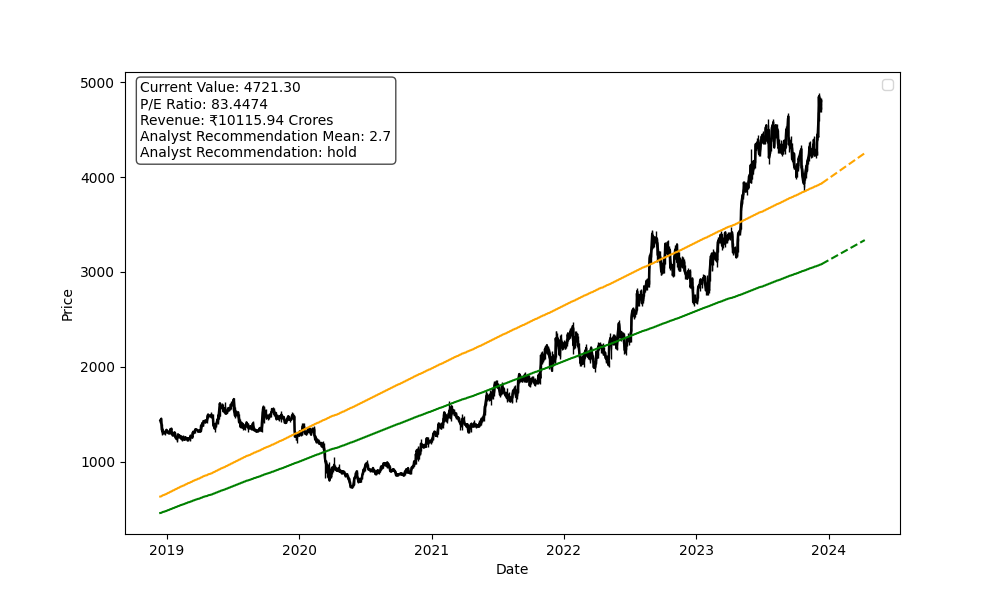 Current Value: 4721.30
P/E Ratio: 83.4474
Revenue: ₹10115.94 Crores
Analyst Recommendation Mean: 2.7
Analyst Recommendation: hold
5000
4000
3000
2000
1000
Price
2019 2020 2021 2022 2023 2024
Date